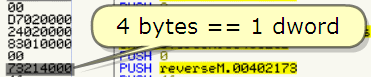 00
D7020000
24020000
83010000
00
73214000
4 bytes == 1 dword
PUSH 0
PUSH reverseM.00402173